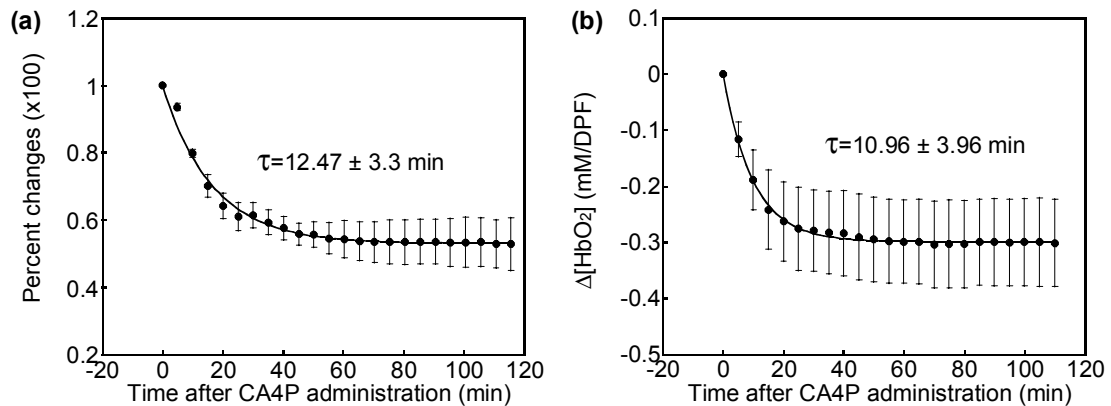 (a)
1.2
1
0.8
0.6
0.4
0.2
Percent changes (x100)
τ=12.47 ± 3.3 min
-20 0 20 40 60 80 100 120
Time after CA4P administration (min)
(b)
0.1
0
-0.1
-0.2
-0.3
-0.4
-0.5
Δ[HbO₂] (mM/DPF)
τ=10.96 ± 3.96 min
-20 0 20 40 60 80 100 120
Time after CA4P administration (min)